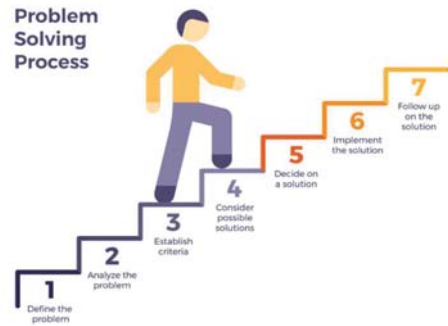 Problem
Solving
Process
1
Define the
problem
2
Analyze the
problem
3
Establish
criteria
4
Consider
possible
solutions
5
Decide on
a solution
6
Implement
the solution
7
Follow up
on the
solution